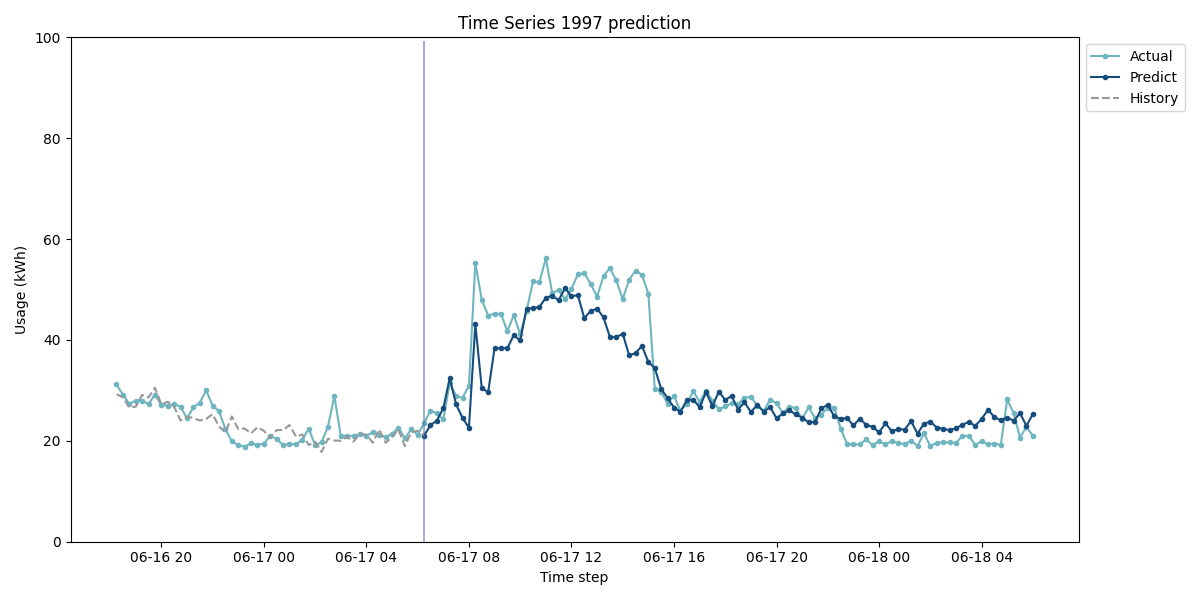 Time Series 1997 prediction
Usage (kWh)
100
80
60
40
20
0
06-16 20
06-17 00
06-17 04
06-17 08
06-17 12
06-17 16
06-17 20
06-18 00
06-18 04
Time step
Actual
Predict
History